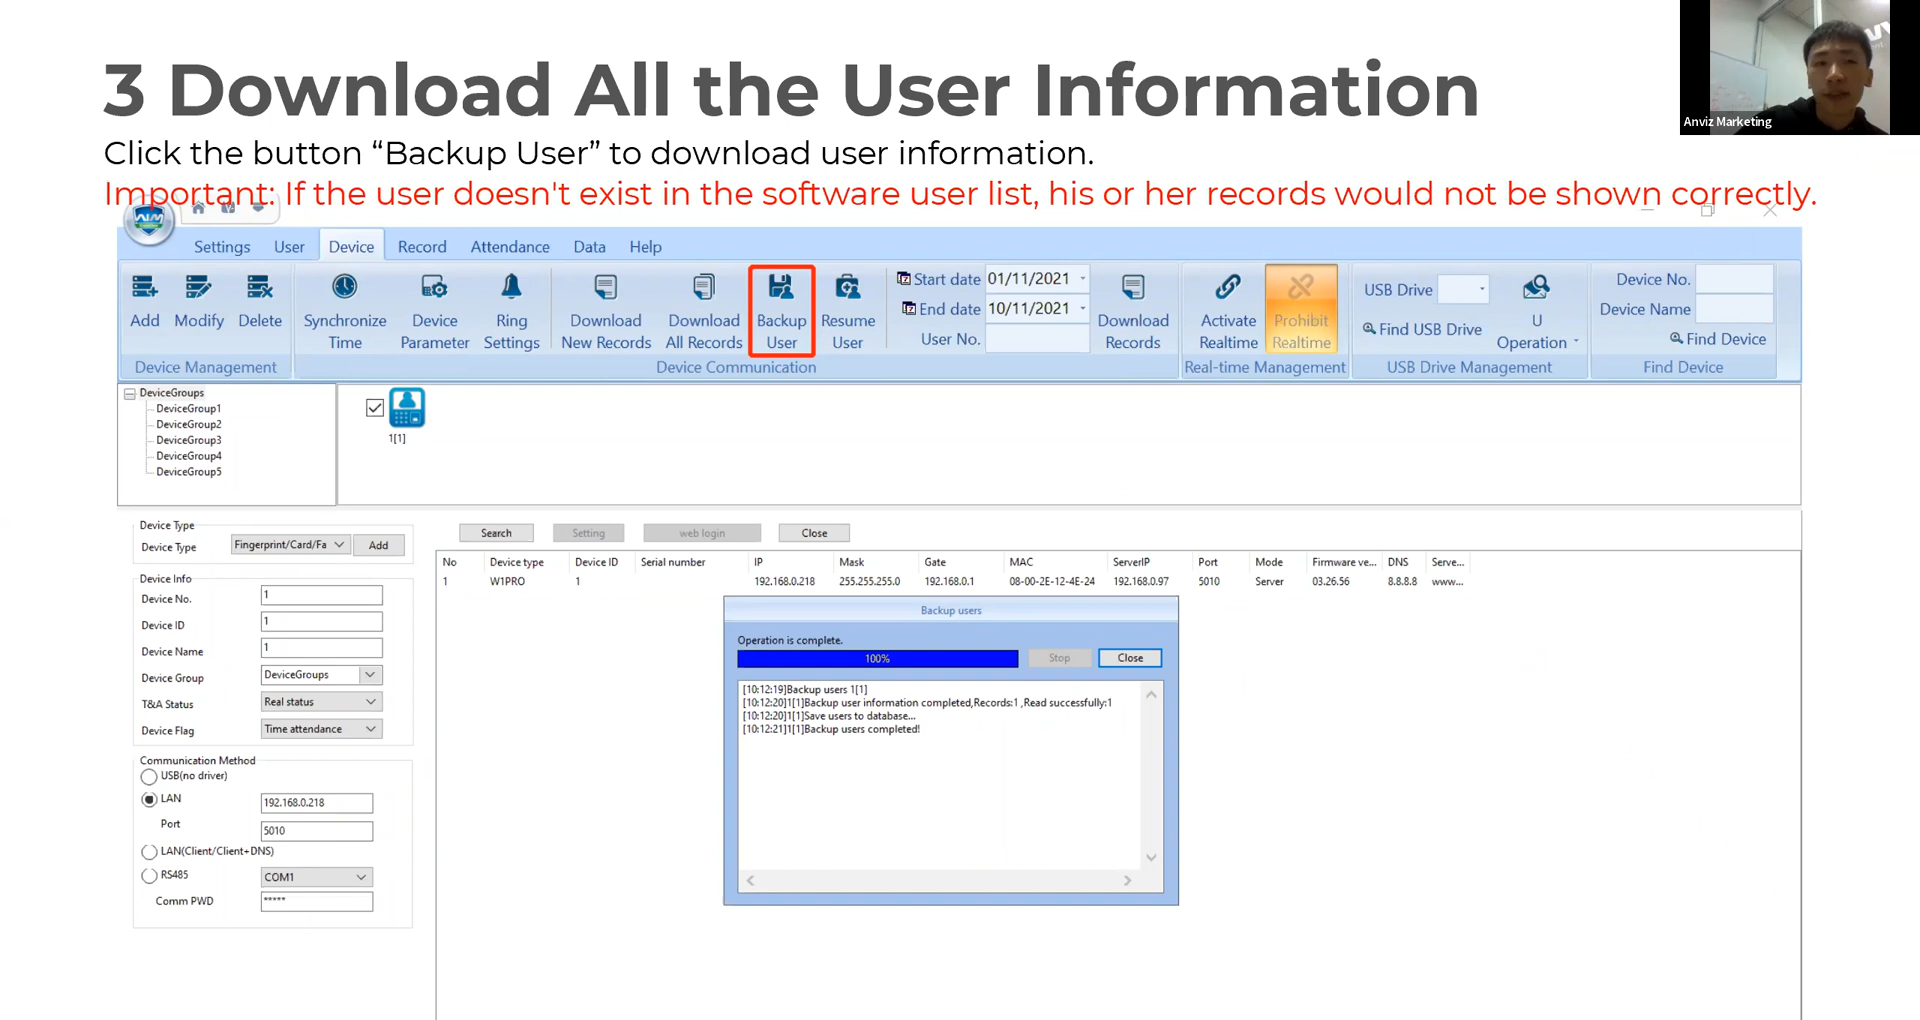 3 Download All the User Information
Click the button “Backup User” to download user information.
Important: If the user doesn't exist in the software user list, his or her records would not be shown correctly.
Anviz Marketing
Settings User Device Record Attendance Data Help
Add Modify Delete
Device Management
Synchronize Time
Device Parameter
Ring Settings
Download New Records
Download All Records
Backup User
Resume User
Start date 01/11/2021
End date 10/11/2021
User No.
Download Records
Device Communication
Activate Realtime
Prohibit Realtime
Real-time Management
USB Drive
Find USB Drive
U Operation
USB Drive Management
Device No.
Device Name
Find Device
Find Device
DeviceGroups
DeviceGroup1
DeviceGroup2
DeviceGroup3
DeviceGroup4
DeviceGroup5
1[1]
Device Type
Device Type Fingerprint/Card/Fa Add
Device Info
Device No. 1
Device ID 1
Device Name 1
Device Group DeviceGroups
T&A Status Real status
Device Flag Time attendance
Communication Method
USB(no driver)
LAN 192.168.0.218
Port 5010
LAN(Client/Client+DNS)
RS485 COM1
Comm PWD *****
Search Setting web login Close
No Device type Device ID Serial number IP Mask Gate MAC ServerIP Port Mode Firmware ve... DNS Serve...
1 W1PRO 1 192.168.0.218 255.255.255.0 192.168.0.1 08-00-2E-12-4E-24 192.168.0.97 5010 Server 03.26.56 8.8.8.8 www...
Backup users
Operation is complete.
100% Stop Close
[10:12:19]Backup users 1[1]
[10:12:20]1[1]Backup user information completed,Records:1 ,Read successfully:1
[10:12:20]1[1]Save users to database...
[10:12:21]1[1]Backup users completed!